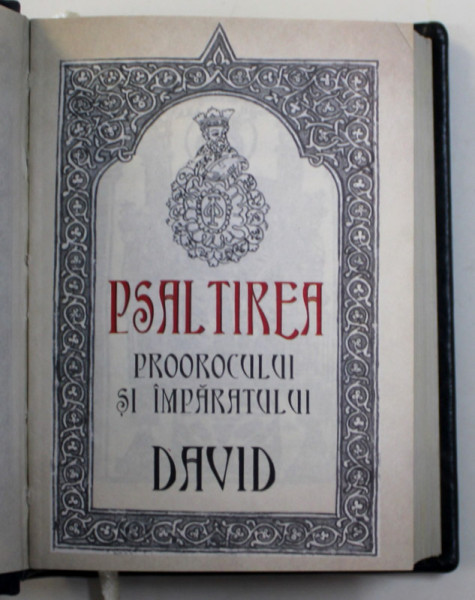 PSALTIREA
PROOROCULUI
ȘI ÎMPĂRATULUI
DAVID